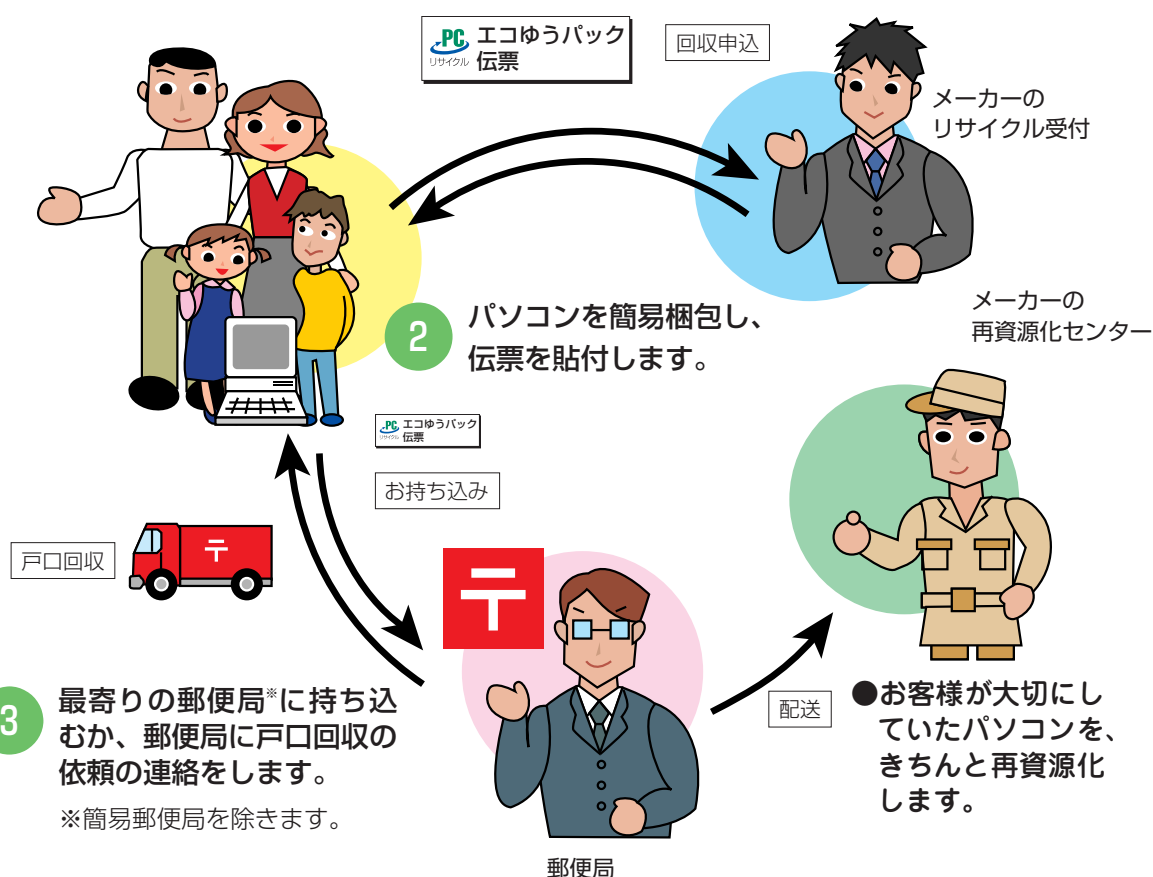 PC
リサイクル
エコゆうパック
伝票
回収申込
メーカーの
リサイクル受付
2
パソコンを簡易梱包し、
伝票を貼付します。
メーカーの
再資源化センター
PC
リサイクル
エコゆうパック
伝票
お持ち込み
戸口回収
〒
〒
3
最寄りの郵便局※に持ち込
むか、郵便局に戸口回収の
依頼の連絡をします。
※簡易郵便局を除きます。
郵便局
配送
●お客様が大切にし
ていたパソコンを、
きちんと再資源化
します。